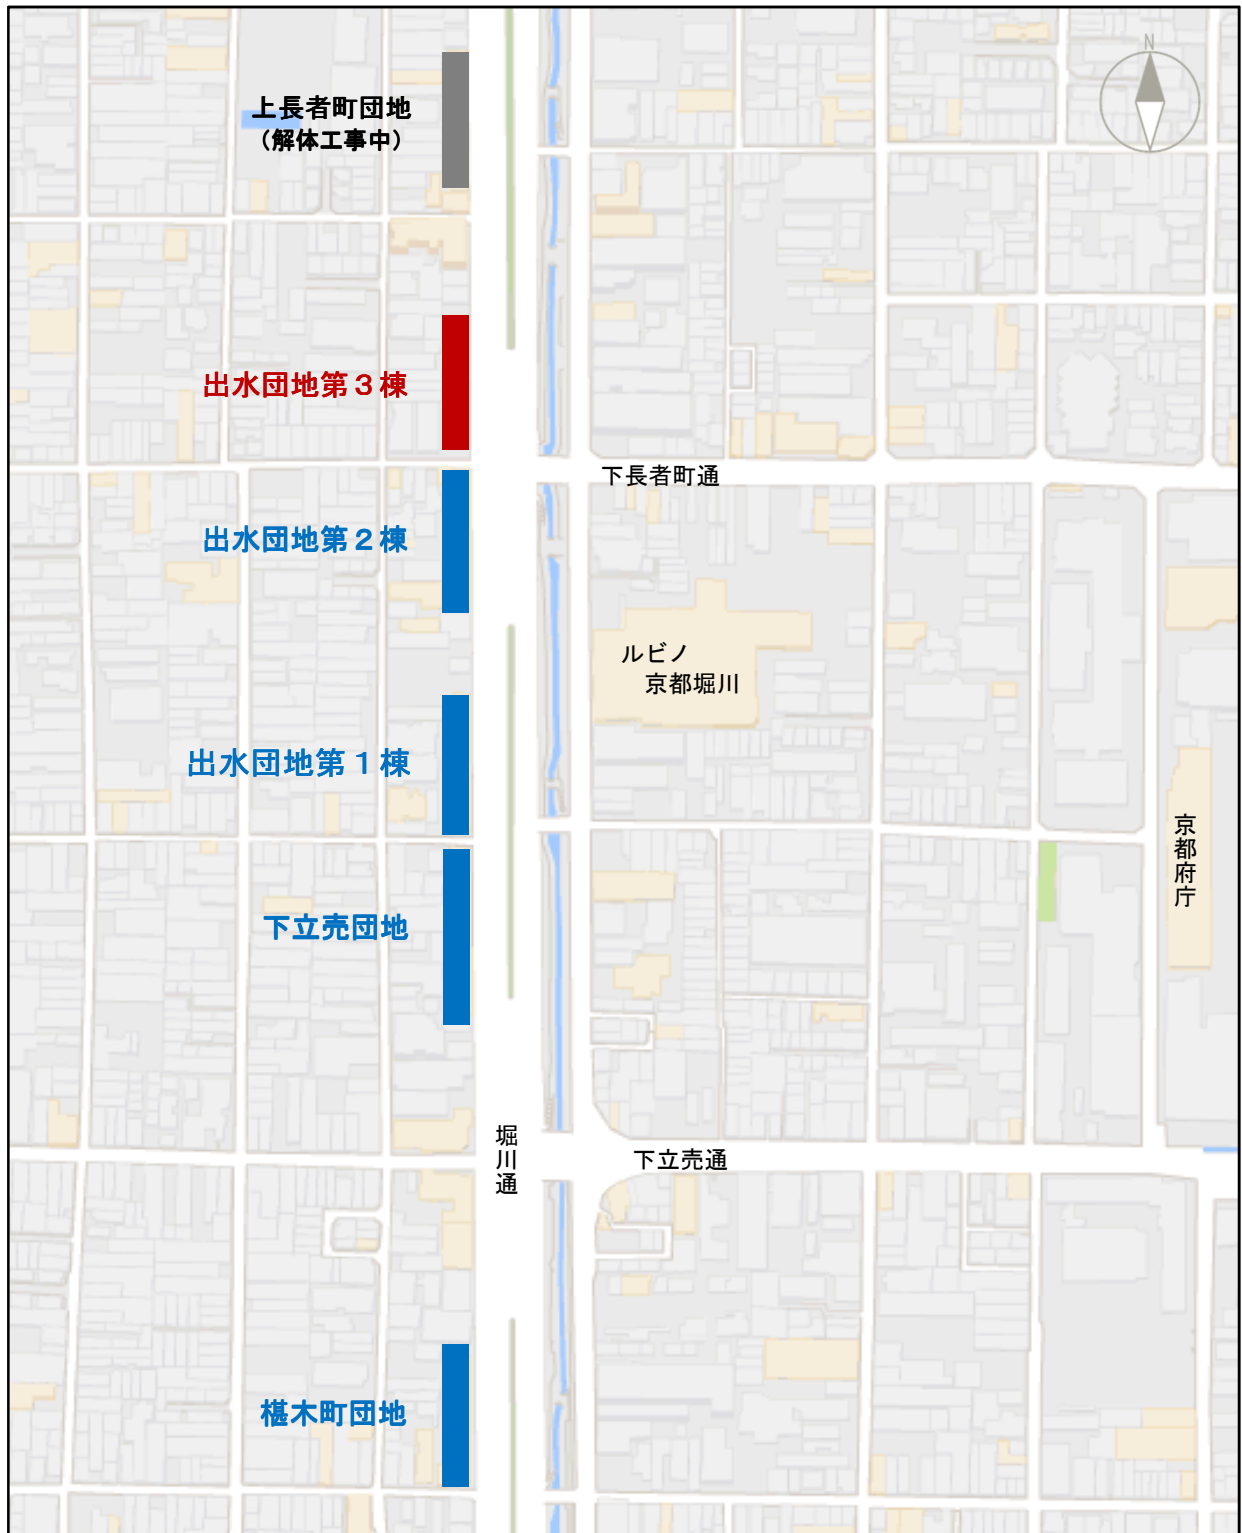 N
上長者町団地
（解体工事中）
出水団地第３棟
下長者町通
出水団地第２棟
ルビノ
京都堀川
出水団地第１棟
京都府庁
下立売団地
堀川通
下立売通
椹木町団地